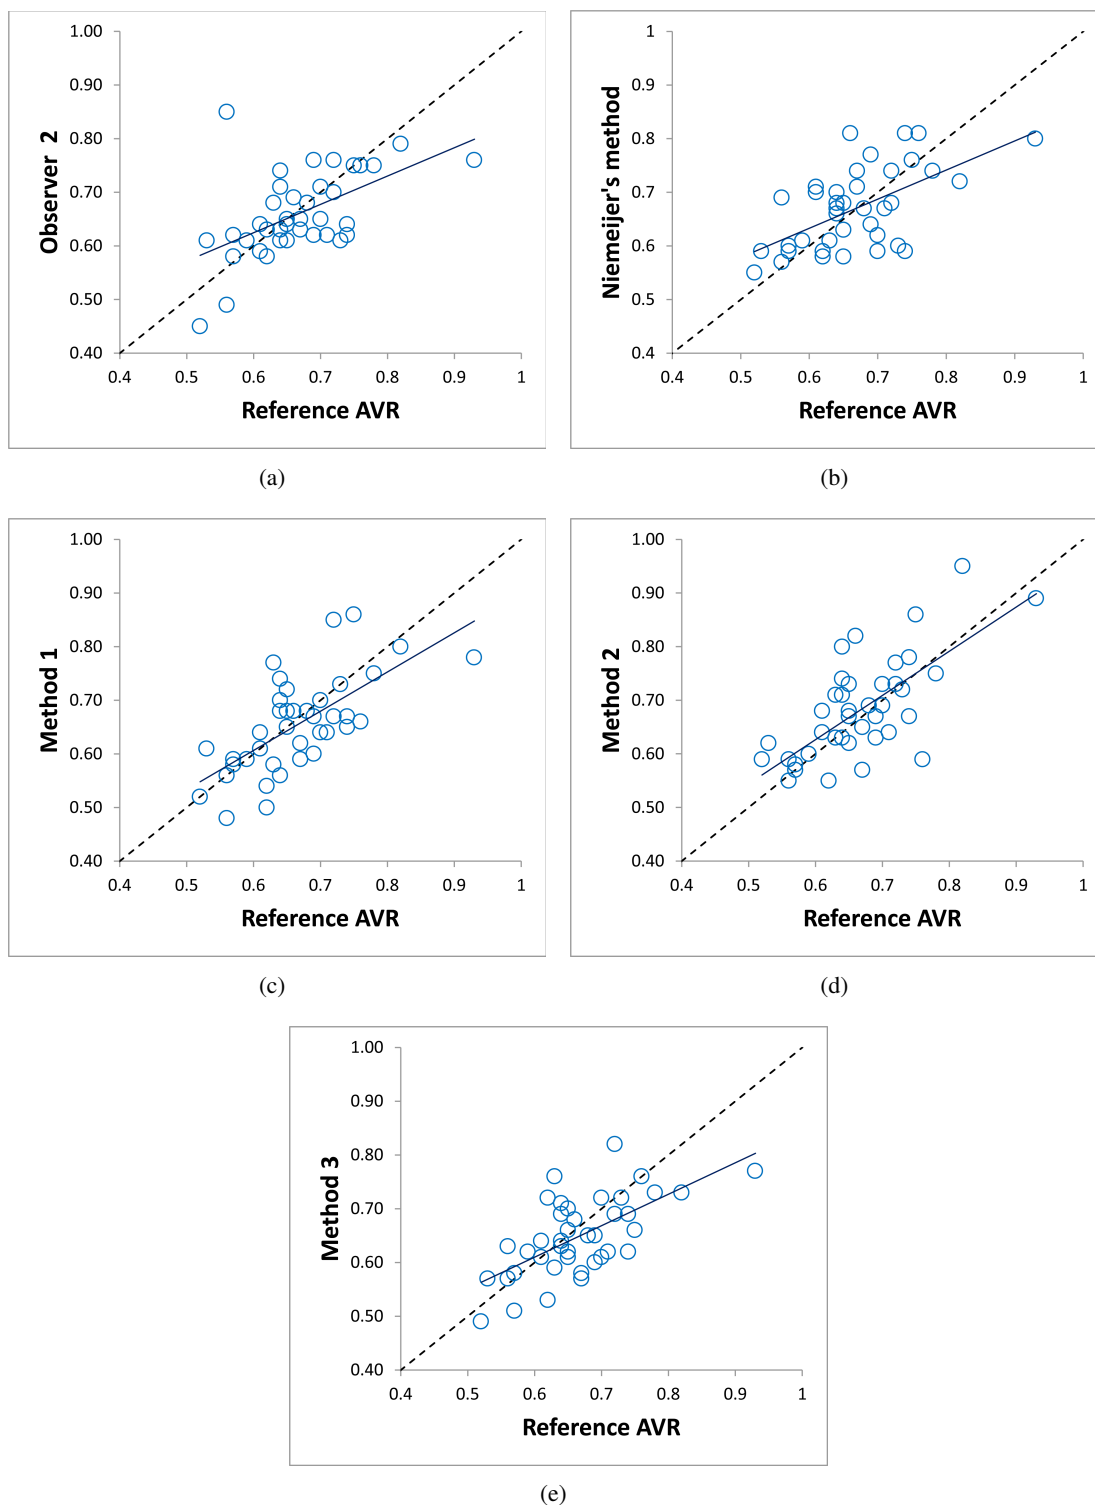 1.00
0.90
0.80
0.70
0.60
0.50
0.40
Observer 2
0.4 0.5 0.6 0.7 0.8 0.9 1
Reference AVR
(a)
1
0.9
0.8
0.7
0.6
0.5
0.4
Niemeijer's method
0.4 0.5 0.6 0.7 0.8 0.9 1
Reference AVR
(b)
1.00
0.90
0.80
0.70
0.60
0.50
0.40
Method 1
0.4 0.5 0.6 0.7 0.8 0.9 1
Reference AVR
(c)
1.00
0.90
0.80
0.70
0.60
0.50
0.40
Method 2
0.4 0.5 0.6 0.7 0.8 0.9 1
Reference AVR
(d)
1.00
0.90
0.80
0.70
0.60
0.50
0.40
Method 3
0.4 0.5 0.6 0.7 0.8 0.9 1
Reference AVR
(e)